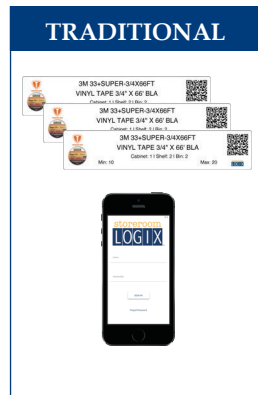 TRADITIONAL
3M 33+SUPER-3/4X66FT
VINYL TAPE 3/4" X 66' BLA
Cabinet: 1 | Shelf: 2 | Bin: 2
3M 33+SUPER-3/4X66FT
VINYL TAPE 3/4" X 66' BLA
Cabinet: 1 | Shelf: 2 | Bin: 2
3M 33+SUPER-3/4X66FT
VINYL TAPE 3/4" X 66' BLA
Cabinet: 1 | Shelf: 2 | Bin: 2
Min: 10 Max: 20
storeroom
LOGIX